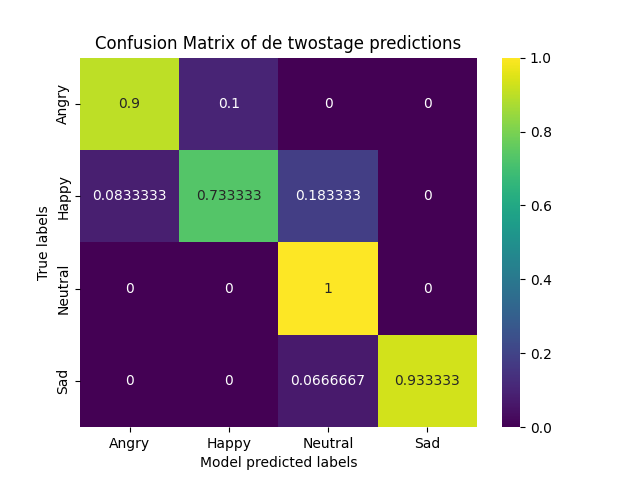 Confusion Matrix of de twostage predictions
True labels
Angry
0.9 0.1 0 0
Happy
0.0833333 0.733333 0.183333 0
Neutral
0 0 1 0
Sad
0 0 0.0666667 0.933333
Angry Happy Neutral Sad
Model predicted labels
1.0
0.8
0.6
0.4
0.2
0.0